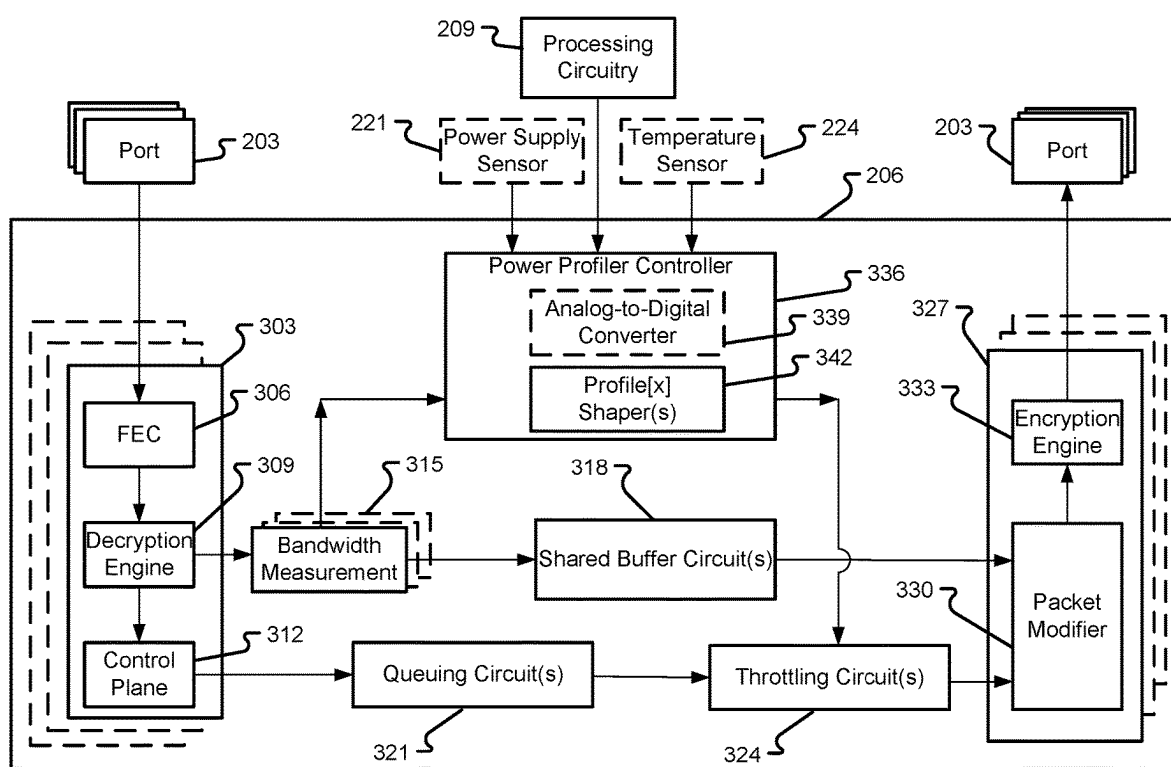 209
Processing
Circuitry
Port
203
221
Power Supply
Sensor
Temperature
Sensor
224
203
Port
206
Power Profiler Controller
336
Analog-to-Digital
Converter
339
342
Profile[x]
Shaper(s)
303
306
FEC
309
Decryption
Engine
315
Bandwidth
Measurement
318
Shared Buffer Circuit(s)
327
333
Encryption
Engine
330
Packet
Modifier
312
Control
Plane
Queuing Circuit(s)
321
Throttling Circuit(s)
324